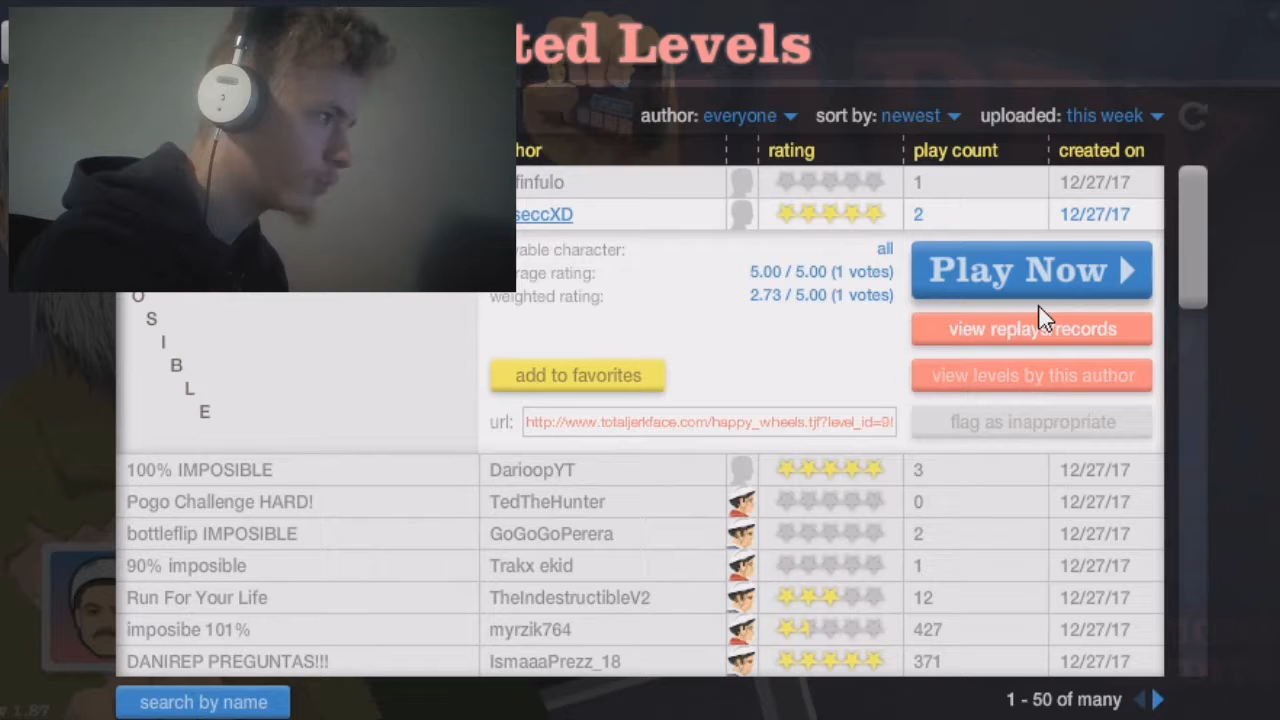 ted Levels
author: everyone sort by: newest uploaded: this week
hor rating play count created on
finfulo 1 12/27/17
seccXD 2 12/27/17
vable character: all
rage rating: 5.00 / 5.00 (1 votes)
weighted rating: 2.73 / 5.00 (1 votes)
Play Now
view replays records
view levels by this author
flag as inappropriate
O
S
I
B
L
E
add to favorites
url: http://www.totaljerkface.com/happy_wheels.tjf?level_id=9
100% IMPOSIBLE DarioopYT 3 12/27/17
Pogo Challenge HARD! TedTheHunter 0 12/27/17
bottleflip IMPOSIBLE GoGoGoPerera 2 12/27/17
90% imposible Trakx ekid 1 12/27/17
Run For Your Life TheIndestructibleV2 12 12/27/17
imposibe 101% myrzik764 427 12/27/17
DANIREP PREGUNTAS!!! IsmaaaPrezz_18 371 12/27/17
search by name 1 - 50 of many
1.87